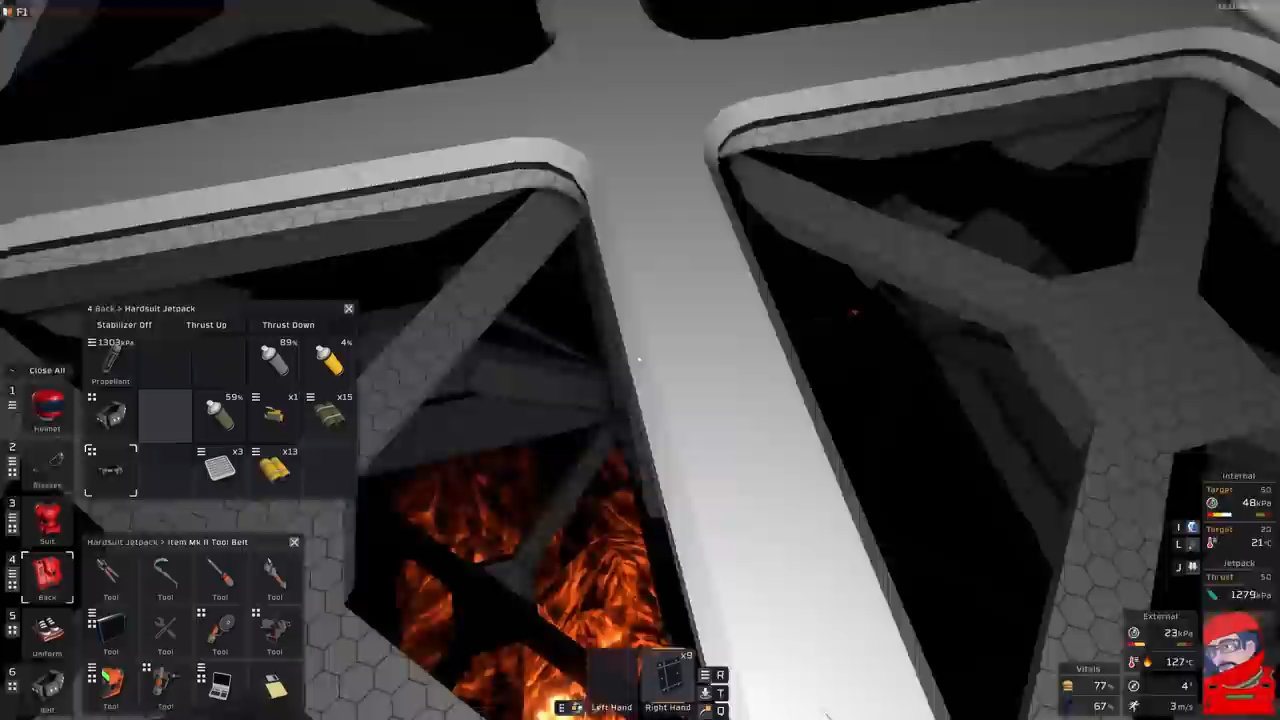 F1
4 Back > Hardsuit Jetpack
Stabilizer Off Thrust Up Thrust Down
1303kPa 89% 4%
Propellant
59% x1 x15
x3 x13
Close All
1
Helmet
2
Glasses
3
Suit
4
Back
5
Uniform
6
Belt
Hardsuit Jetpack > Item Mk II Tool Belt
Tool Tool Tool Tool
Tool Tool Tool Tool
Tool Tool Tool Tool
x9
R
T
E Left Hand Right Hand Q
Internal
Target 50
48kPa
Target 20
21°C
I
L
J
Jetpack
Thrust 50
1279kPa
External
23kPa
127°C
4°
3m/s
Vitals
77%
67%